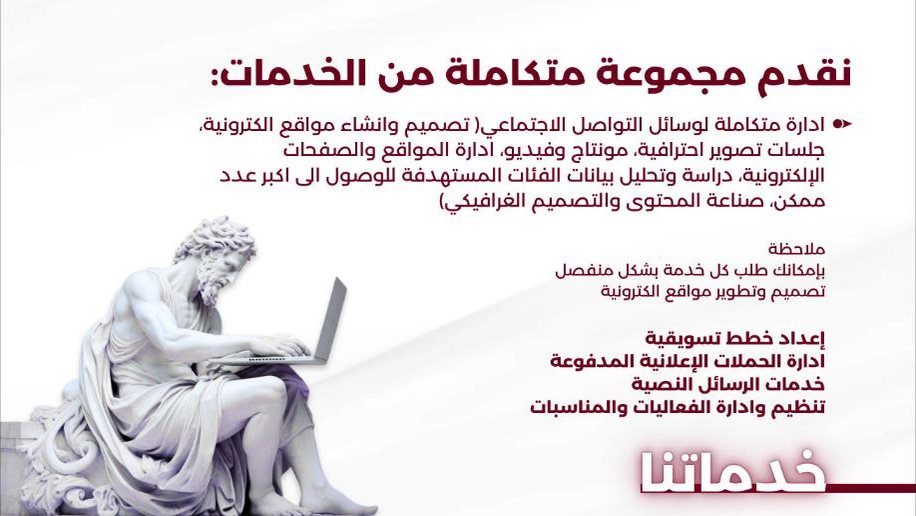 نقدم مجموعة متكاملة من الخدمات:
ادارة متكاملة لوسائل التواصل الاجتماعي( تصميم وانشاء مواقع الكترونية،
جلسات تصوير احترافية، مونتاج وفيديو، ادارة المواقع والصفحات
الإلكترونية، دراسة وتحليل بيانات الفئات المستهدفة للوصول الى اكبر عدد
ممكن، صناعة المحتوى والتصميم الغرافيكي)
ملاحظة
بإمكانك طلب كل خدمة بشكل منفصل
تصميم وتطوير مواقع الكترونية
إعداد خطط تسويقية
ادارة الحملات الإعلانية المدفوعة
خدمات الرسائل النصية
تنظيم وادارة الفعاليات والمناسبات
خدماتنا